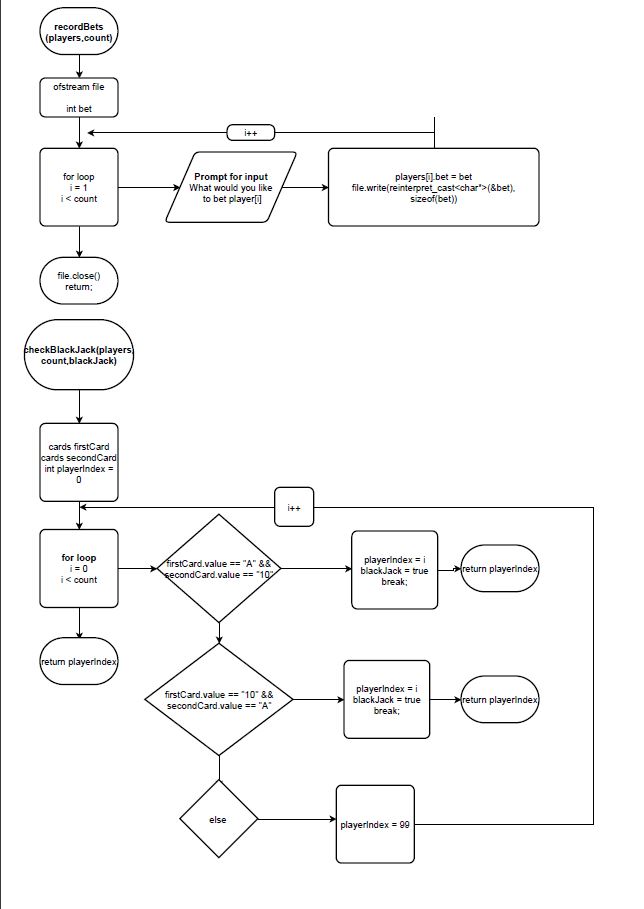 recordBets
(players,count)
ofstream file
int bet
i++
for loop
i = 1
i < count
Prompt for input
What would you like
to bet player[i]
players[i].bet = bet
file.write(reinterpret_cast<char*>(&bet),
sizeof(bet))
file.close()
return;
checkBlackJack(players,
count,blackJack)
cards firstCard
cards secondCard
int playerIndex =
0
i++
for loop
i = 0
i < count
firstCard.value == "A" &&
secondCard.value == "10"
playerIndex = i
blackJack = true
break;
return playerIndex
return playerIndex
firstCard.value == "10" &&
secondCard.value == "A"
playerIndex = i
blackJack = true
break;
return playerIndex
else
playerIndex = 99